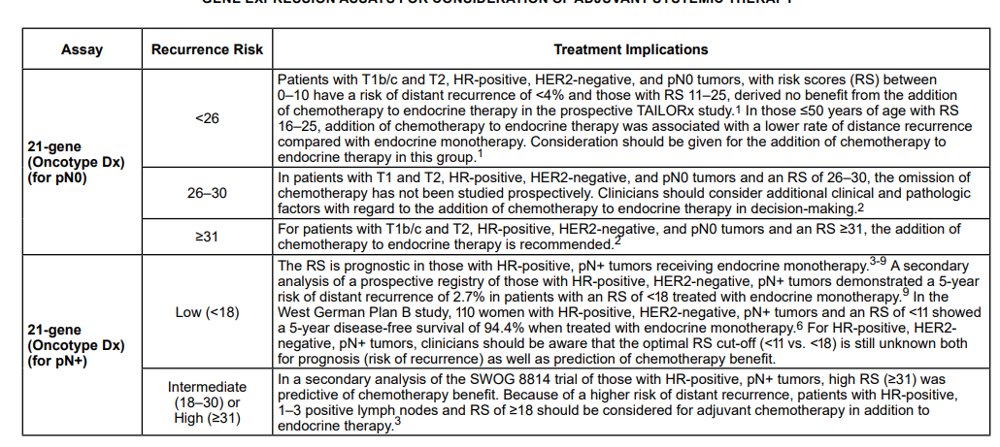 GENE EXPRESSION ASSAYS FOR CONSIDERATION OF ADJUVANT SYSTEMIC THERAPY
Assay
Recurrence Risk
Treatment Implications
21-gene
(Oncotype Dx)
(for pN0)
<26
Patients with T1b/c and T2, HR-positive, HER2-negative, and pN0 tumors, with risk scores (RS) between
0–10 have a risk of distant recurrence of <4% and those with RS 11–25, derived no benefit from the addition
of chemotherapy to endocrine therapy in the prospective TAILORx study.1 In those ≤50 years of age with RS
16–25, addition of chemotherapy to endocrine therapy was associated with a lower rate of distance recurrence
compared with endocrine monotherapy. Consideration should be given for the addition of chemotherapy to
endocrine therapy in this group.1
26–30
In patients with T1 and T2, HR-positive, HER2-negative, and pN0 tumors and an RS of 26–30, the omission of
chemotherapy has not been studied prospectively. Clinicians should consider additional clinical and pathologic
factors with regard to the addition of chemotherapy to endocrine therapy in decision-making.2
≥31
For patients with T1b/c and T2, HR-positive, HER2-negative, and pN0 tumors and an RS ≥31, the addition of
chemotherapy to endocrine therapy is recommended.2
21-gene
(Oncotype Dx)
(for pN+)
Low (<18)
The RS is prognostic in those with HR-positive, pN+ tumors receiving endocrine monotherapy.3-9 A secondary
analysis of a prospective registry of those with HR-positive, HER2-negative, pN+ tumors demonstrated a 5-year
risk of distant recurrence of 2.7% in patients with an RS of <18 treated with endocrine monotherapy.9 In the
West German Plan B study, 110 women with HR-positive, HER2-negative, pN+ tumors and an RS of <11 showed
a 5-year disease-free survival of 94.4% when treated with endocrine monotherapy.6 For HR-positive, HER2-
negative, pN+ tumors, clinicians should be aware that the optimal RS cut-off (<11 vs. <18) is still unknown both
for prognosis (risk of recurrence) as well as prediction of chemotherapy benefit.
Intermediate
(18–30) or
High (≥31)
In a secondary analysis of the SWOG 8814 trial of those with HR-positive, pN+ tumors, high RS (≥31) was
predictive of chemotherapy benefit. Because of a higher risk of distant recurrence, patients with HR-positive,
1–3 positive lymph nodes and RS of ≥18 should be considered for adjuvant chemotherapy in addition to
endocrine therapy.3